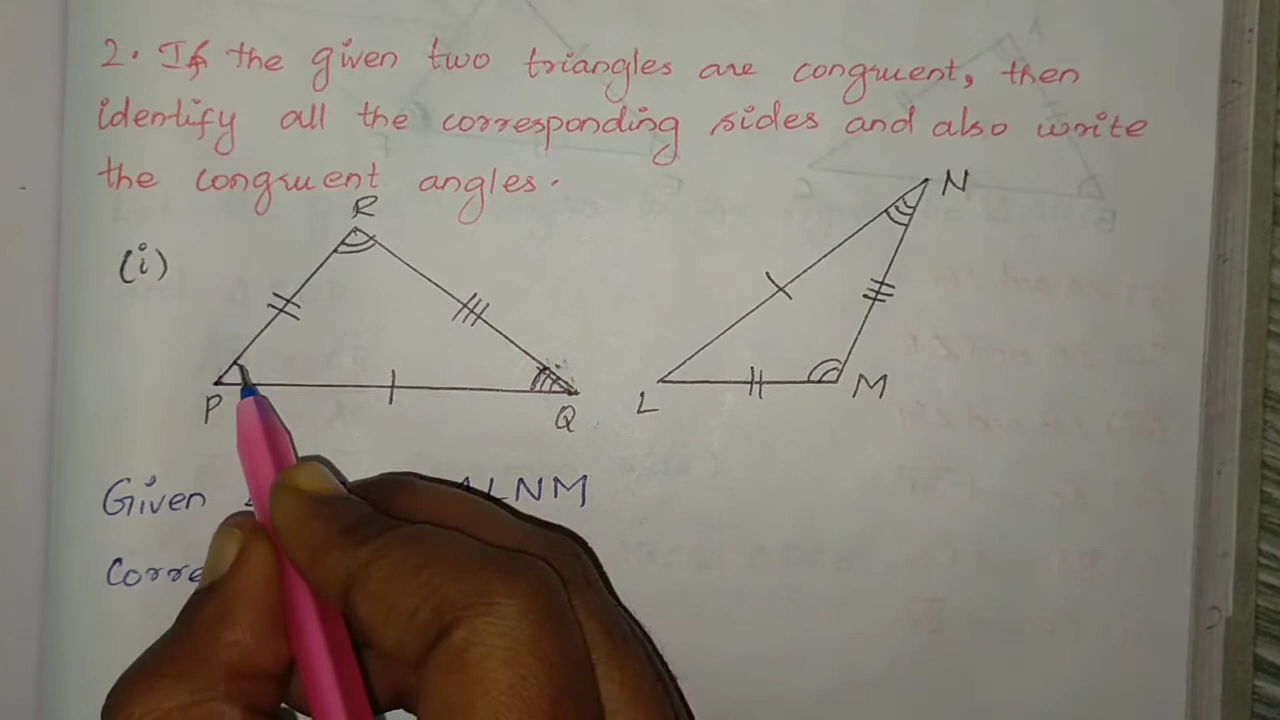 2. If the given two triangles are congruent, then
identify all the corresponding sides and also write
the congruent angles.
(i)
R
N
P
Q
L
M
Given LNM
Corre